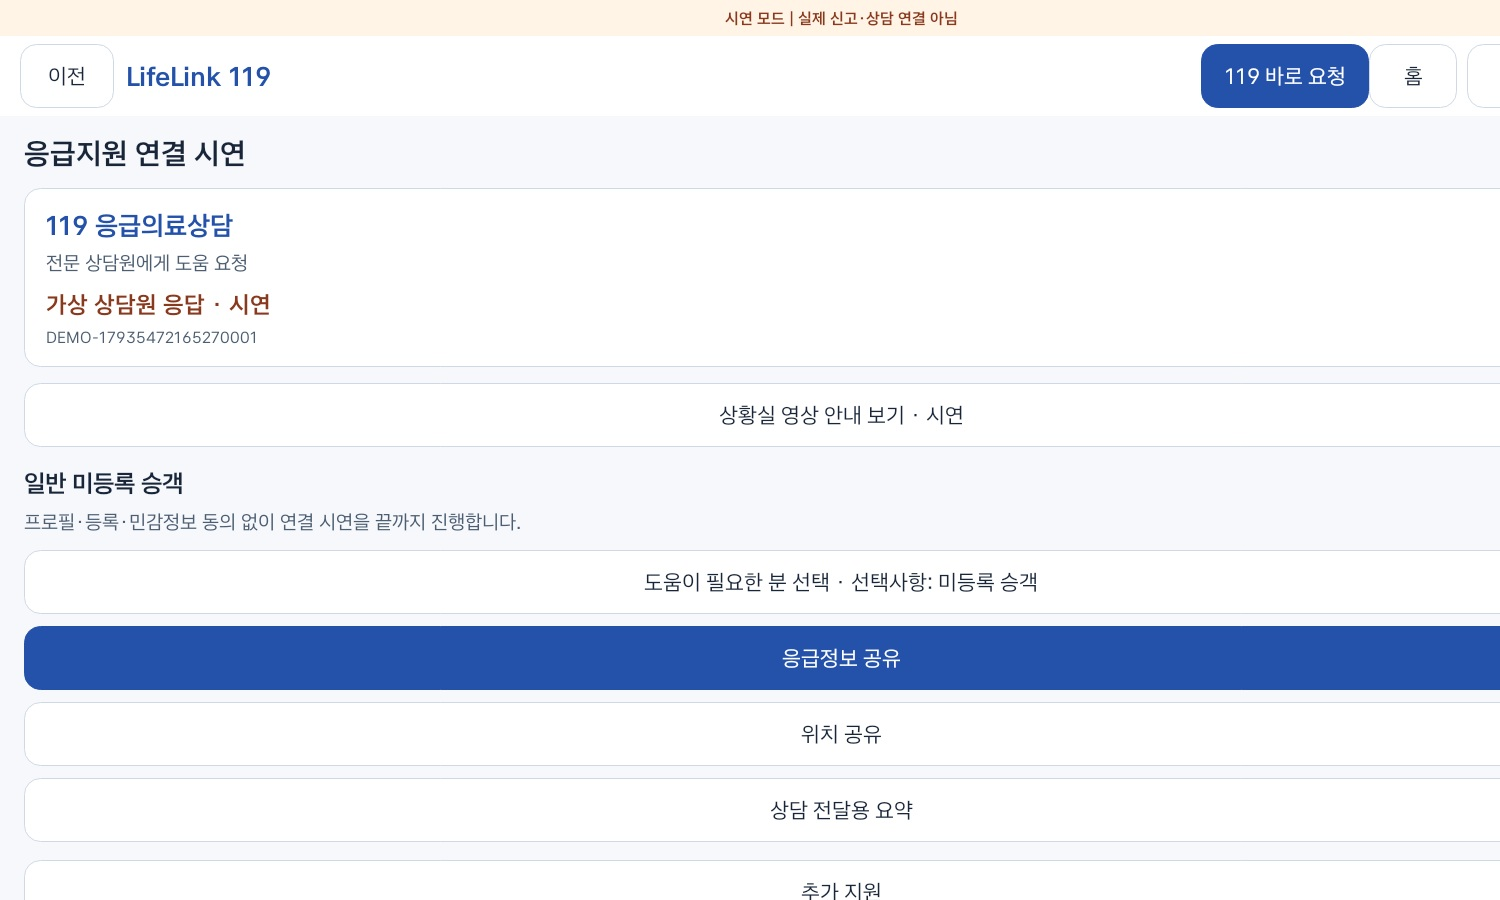 시연 모드 | 실제 신고·상담 연결 아님
이전 LifeLink 119 119 바로 요청 홈
응급지원 연결 시연
119 응급의료상담
전문 상담원에게 도움 요청
가상 상담원 응답 · 시연
DEMO-17935472165270001
상황실 영상 안내 보기 · 시연
일반 미등록 승객
프로필·등록·민감정보 동의 없이 연결 시연을 끝까지 진행합니다.
도움이 필요한 분 선택 · 선택사항: 미등록 승객
응급정보 공유
위치 공유
상담 전달용 요약
추가 지원